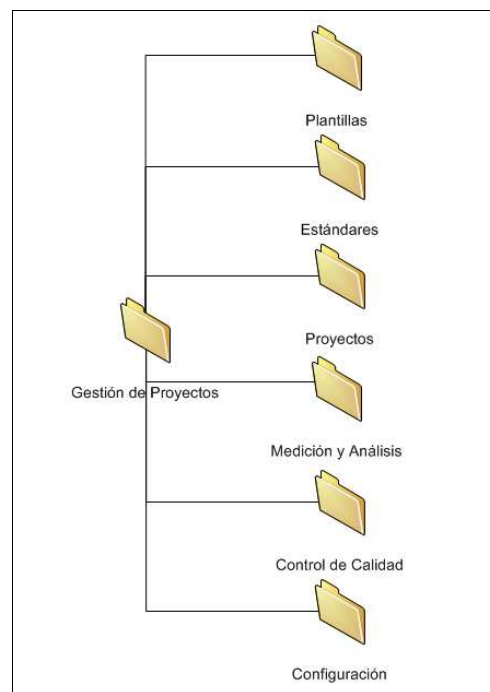 Plantillas
Estándares
Proyectos
Gestión de Proyectos
Medición y Análisis
Control de Calidad
Configuración